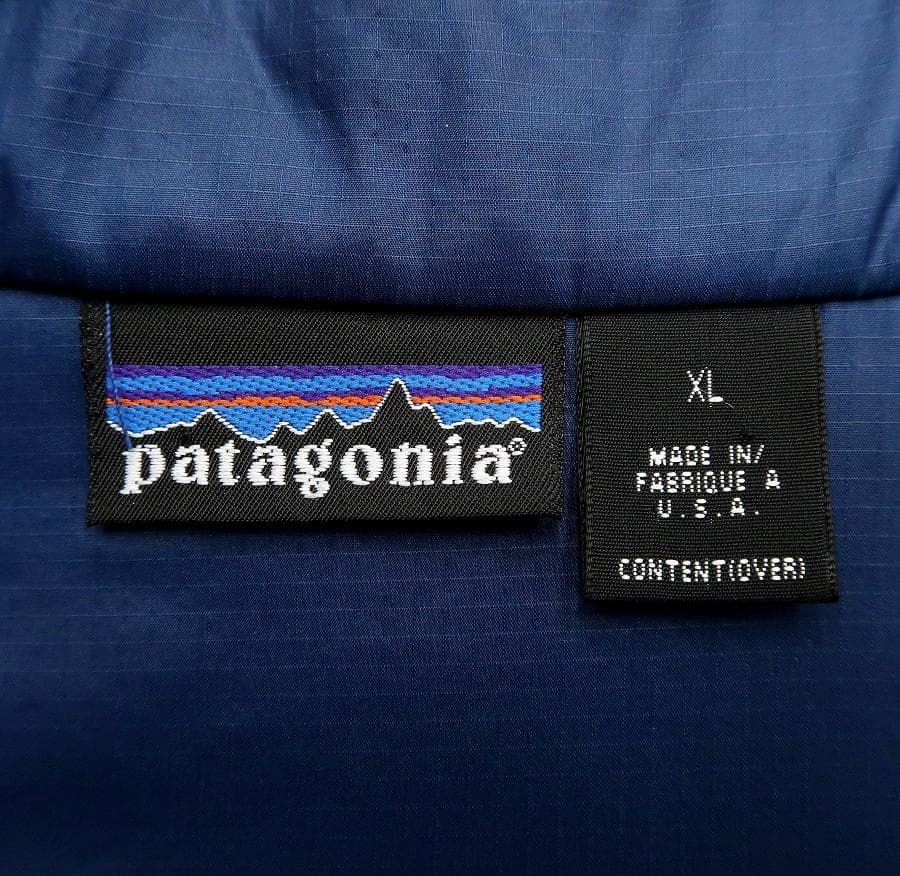 patagonia®
XL
MADE IN/
FABRIQUE A
U.S.A.
CONTENT(OVER)